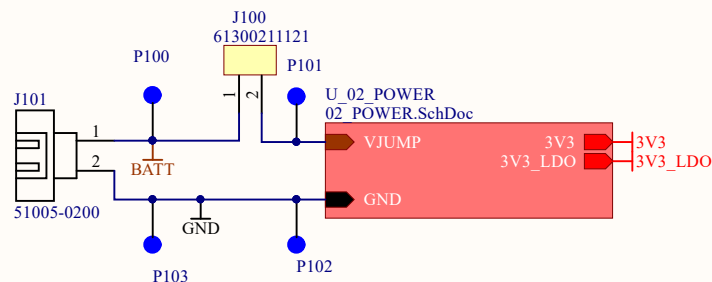 J100
61300211121
P100
P101
J101
U_02_POWER
02_POWER.SchDoc
1
2
1
VJUMP
3V3
3V3
2
BATT
3V3_LDO
3V3_LDO
GND
51005-0200
GND
P103
P102